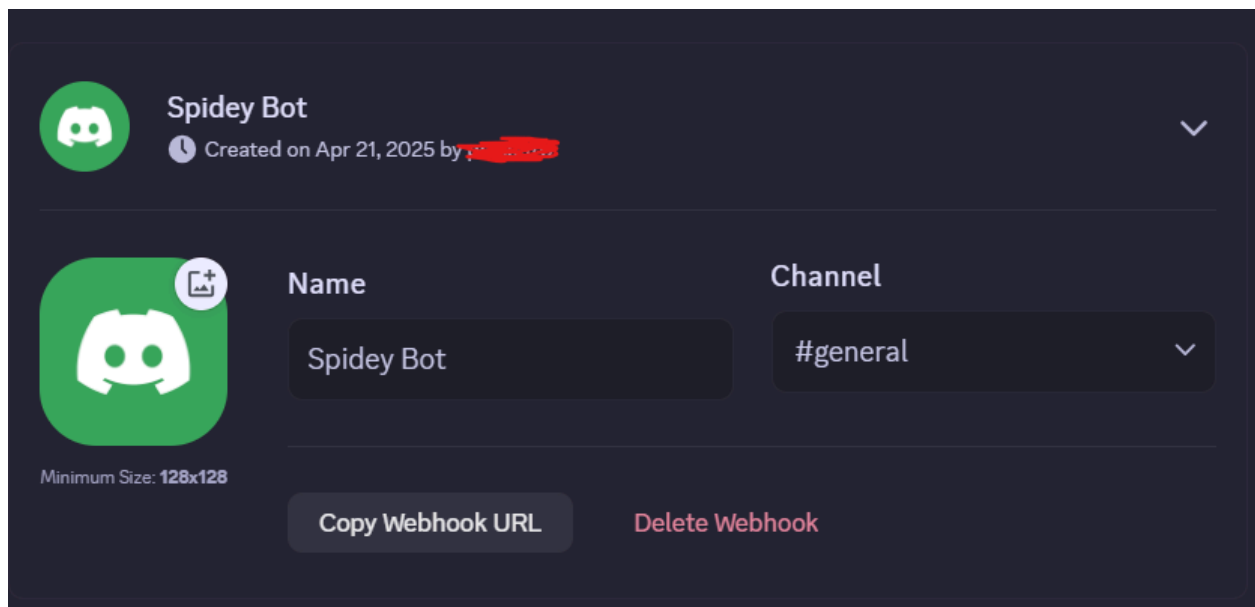 Spidey Bot
Created on Apr 21, 2025 by
Name
Channel
Spidey Bot
#general
Minimum Size: 128x128
Copy Webhook URL
Delete Webhook